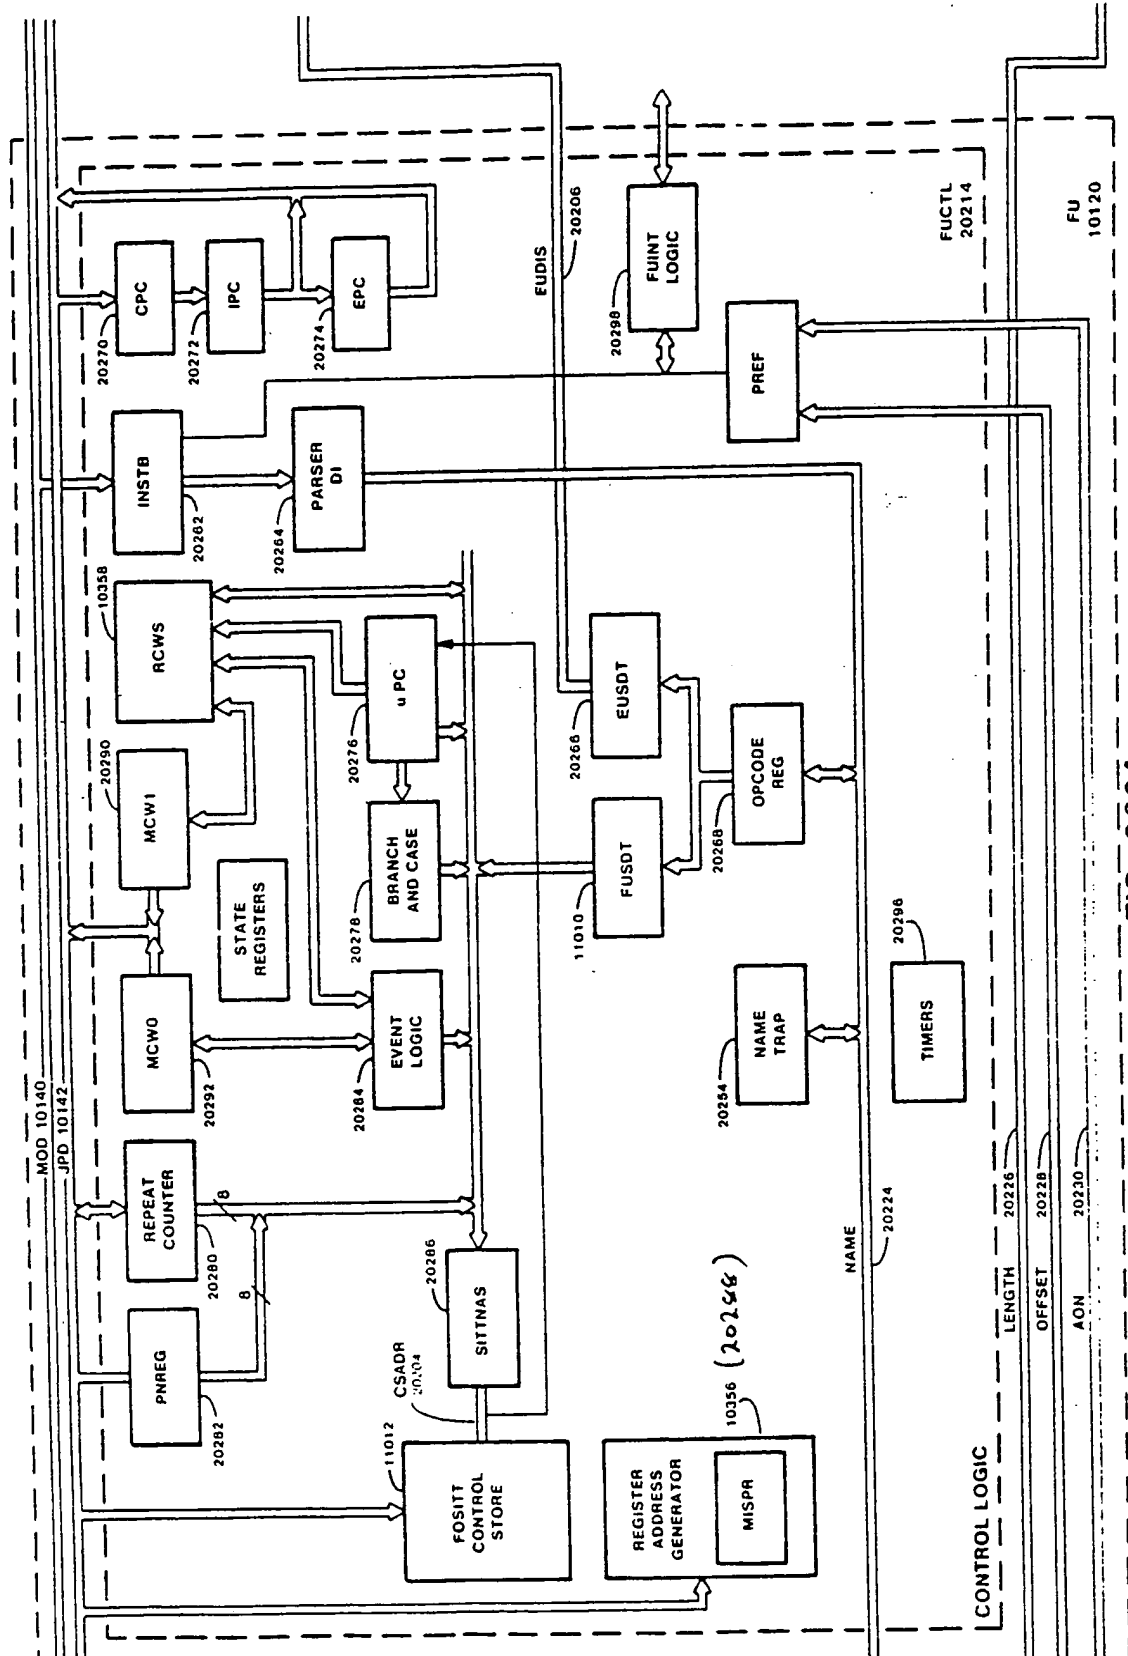 MOD 10140
JPD 10142
PNREG
20282
REPEAT
COUNTER
20280
8
8
MCW0
20292
MCW1
20290
STATE
REGISTERS
RCWS
10358
INSTB
20262
CPC
20270
IPC
20272
EPC
20274
PARSER
DI
20264
EVENT
LOGIC
20284
BRANCH
AND CASE
20278
u PC
20276
FOSITT
CONTROL
STORE
11012
CSADR
20204
SITTNAS
20286
FUSDT
11010
EUSDT
20266
EUDIS
20206
FUINT
LOGIC
20298
REGISTER
ADDRESS
GENERATOR
MISPR
10356
(20288)
NAME
TRAP
20254
OPCODE
REG
20268
PREF
NAME
20224
TIMERS
20296
CONTROL LOGIC
FUCTL
20214
LENGTH
20226
OFFSET
20228
AON
20230
FU
10120